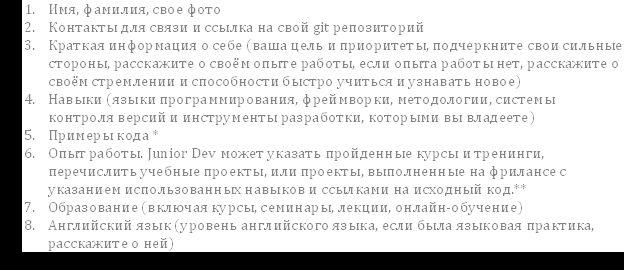 1. Имя, фамилия, свое фото
2. Контакты для связи и ссылка на свой git репозиторий
3. Краткая информация о себе (ваша цель и приоритеты, подчеркните свои сильные
стороны, расскажите о своём опыте работы, если опыта работы нет, расскажите о
своём стремлении и способности быстро учиться и узнавать новое)
4. Навыки (языки программирования, фреймворки, методологии, системы
контроля версий и инструменты разработки, которыми вы владеете)
5. Примеры кода *
6. Опыт работы. Junior Dev может указать пройденные курсы и тренинги,
перечислить учебные проекты, или проекты, выполненные на фрилансе с
указанием использованных навыков и ссылками на исходный код.**
7. Образование (включая курсы, семинары, лекции, онлайн-обучение)
8. Английский язык (уровень английского языка, если была языковая практика,
расскажите о ней)